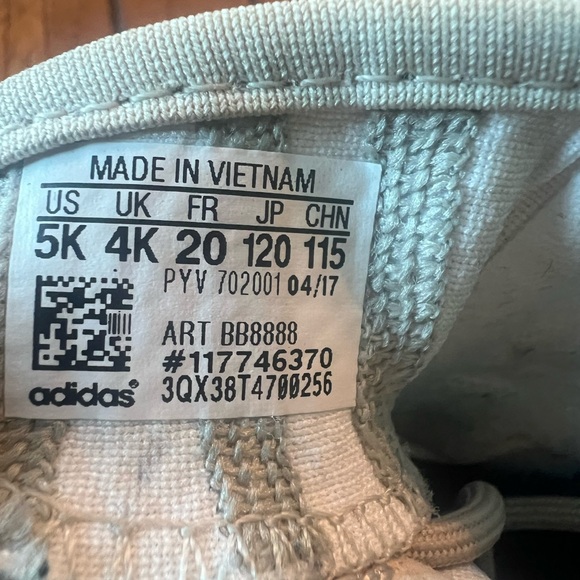 MADE IN VIETNAM
US UK FR JP CHN
5K 4K 20 120 115
PYV 702001 04/17
ART BB8888
#117746370
adidas® 3QX38T4700256